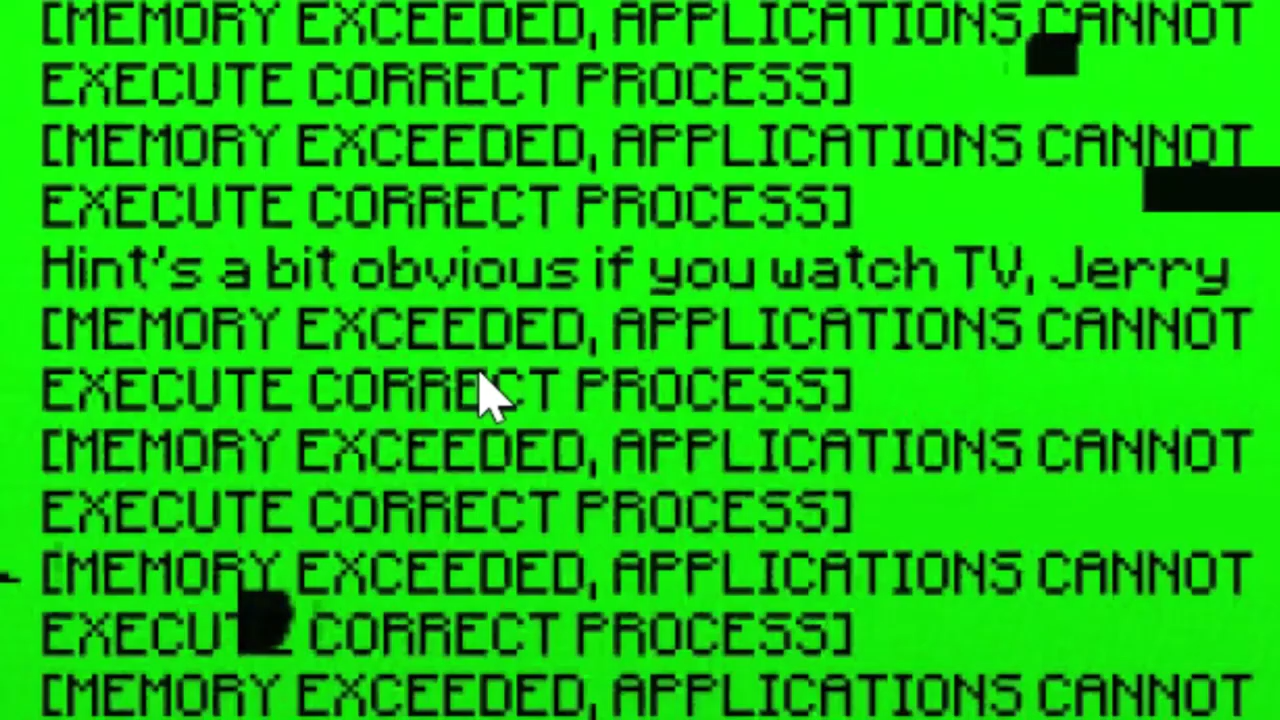 [MEMORY EXCEEDED, APPLICATIONS CANNOT
EXECUTE CORRECT PROCESS]
[MEMORY EXCEEDED, APPLICATIONS CANNOT
EXECUTE CORRECT PROCESS]
Hint's a bit obvious if you watch TV, Jerry
[MEMORY EXCEEDED, APPLICATIONS CANNOT
EXECUTE CORRECT PROCESS]
[MEMORY EXCEEDED, APPLICATIONS CANNOT
EXECUTE CORRECT PROCESS]
[MEMORY EXCEEDED, APPLICATIONS CANNOT
EXECUTE CORRECT PROCESS]
[MEMORY EXCEEDED, APPLICATIONS CANNOT